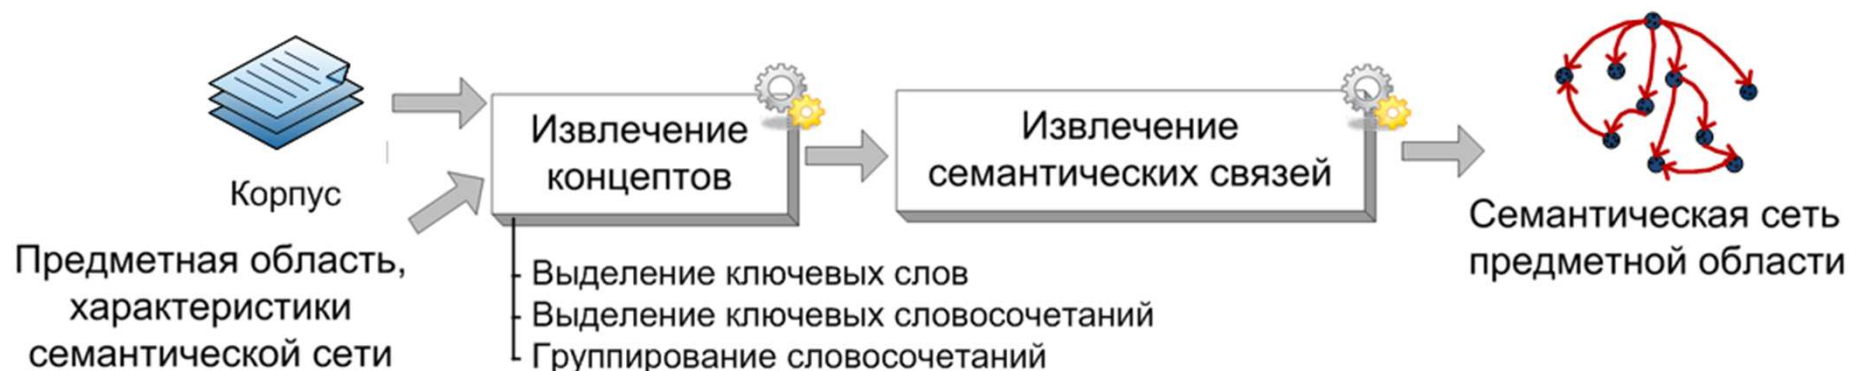 Корпус
Предметная область,
характеристики
семантической сети
Извлечение
концептов
Выделение ключевых слов
Выделение ключевых словосочетаний
Группирование словосочетаний
Извлечение
семантических связей
Семантическая сеть
предметной области